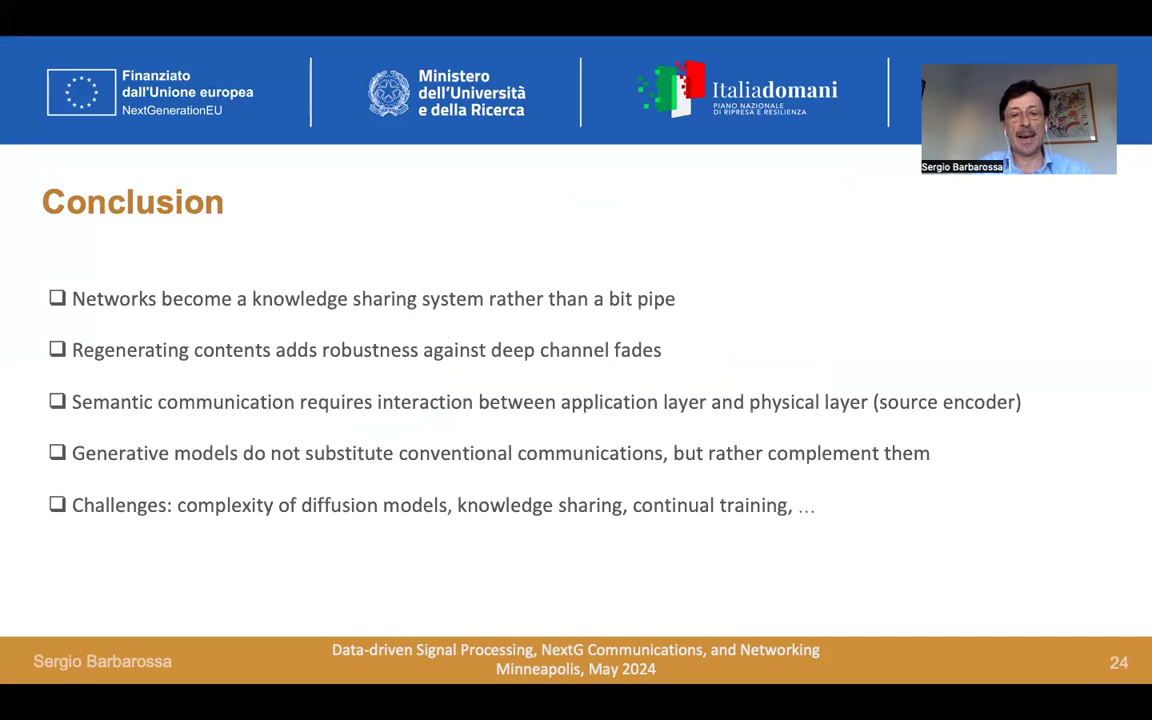 Finanziato
dall'Unione europea
NextGenerationEU
Ministero
dell'Università
e della Ricerca
Italiadomani
PIANO NAZIONALE
DI RIPRESA E RESILIENZA
Sergio Barbarossa
Conclusion
Networks become a knowledge sharing system rather than a bit pipe
Regenerating contents adds robustness against deep channel fades
Semantic communication requires interaction between application layer and physical layer (source encoder)
Generative models do not substitute conventional communications, but rather complement them
Challenges: complexity of diffusion models, knowledge sharing, continual training, …
Sergio Barbarossa
Data-driven Signal Processing, NextG Communications, and Networking
Minneapolis, May 2024
24